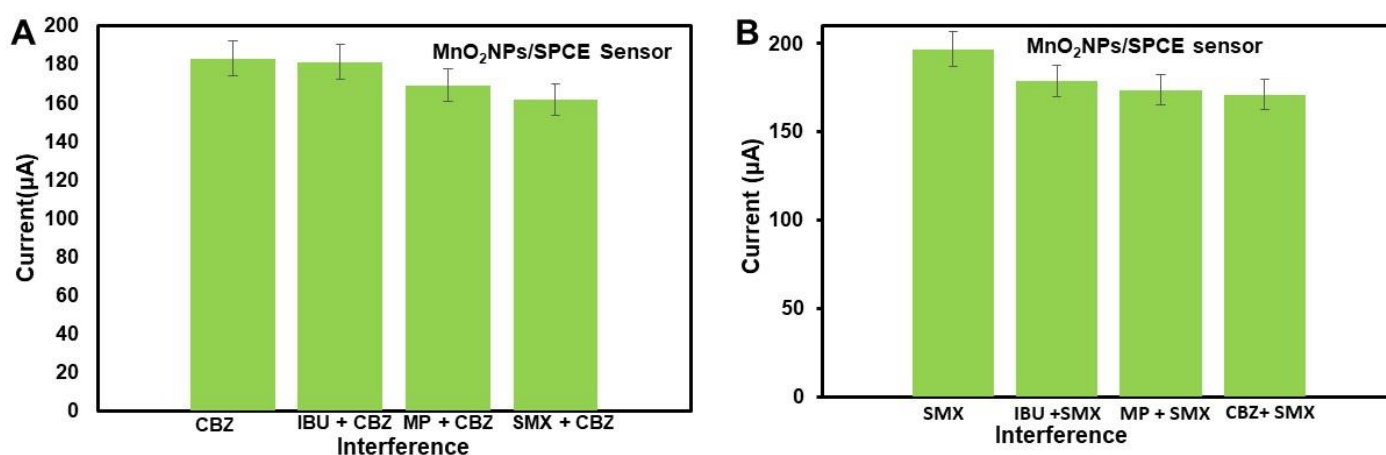 A
MnO₂NPs/SPCE Sensor
Current(µA)
200
180
160
140
120
100
80
60
40
20
0
CBZ
IBU + CBZ
MP + CBZ
SMX + CBZ
Interference
B
MnO₂NPs/SPCE sensor
Current (µA)
200
150
100
50
0
SMX
IBU +SMX
MP + SMX
CBZ+ SMX
Interference